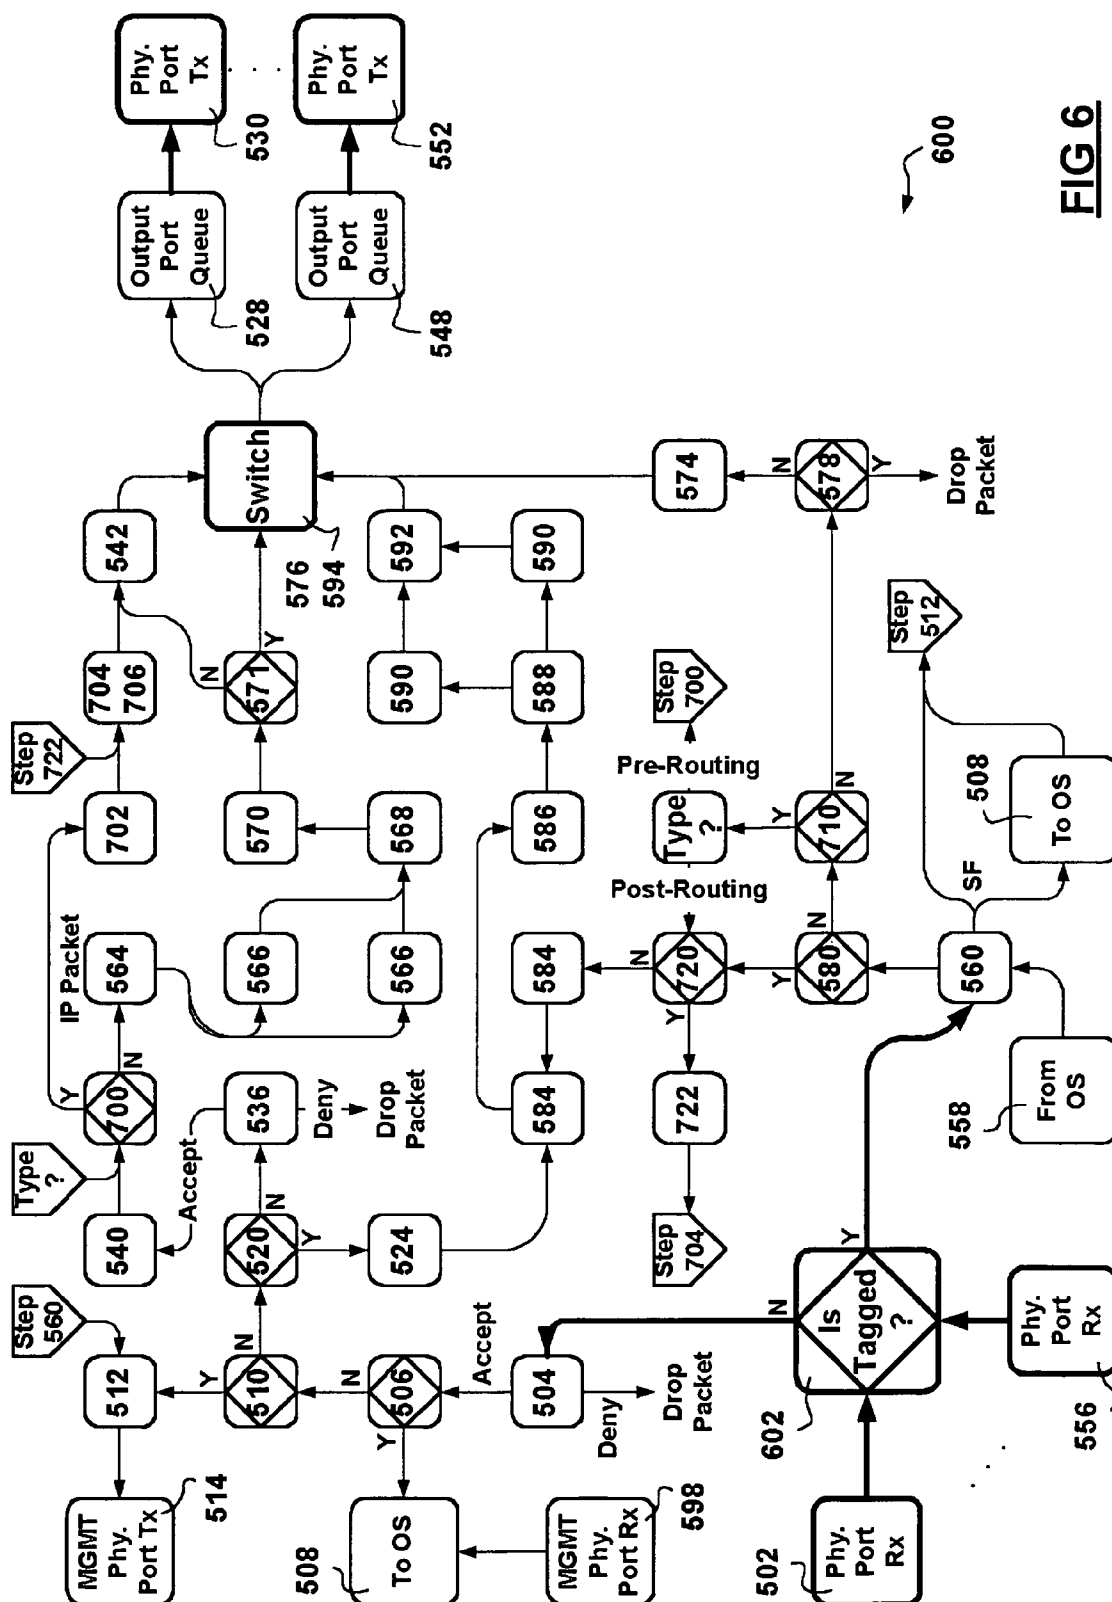 MGMT
Phy.
Port Tx
514
512
Step
560
540
Type
?
700
Y
N
IP Packet
564
702
Step
722
704
706
542
To OS
508
506
Y
N
510
Y
N
520
N
Y
Accept
536
Deny
Drop
Packet
566
570
571
N
Y
Switch
576
594
Output
Port
Queue
528
Phy.
Port
Tx
530
MGMT
Phy.
Port Rx
598
524
566
568
590
592
Output
Port
Queue
548
Phy.
Port
Tx
552
504
Accept
Deny
Drop
Packet
584
584
586
588
590
Step
704
722
Y
720
N
Post-Routing
Type
?
Pre-Routing
Step
700
574
Phy.
Port
Rx
502
602
Is
Tagged
?
N
Y
580
Y
N
710
Y
N
578
N
Y
Drop
Packet
Phy.
Port
Rx
556
From
OS
558
560
SF
To OS
508
Step
512
600
FIG 6